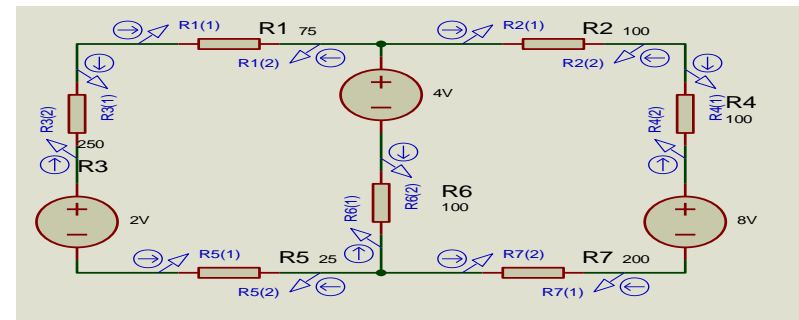 R1(1)
R1
75
R1(2)
R2(1)
R2
100
R2(2)
R3(2)
R3(1)
250
R3
4V
R4(2)
R4(1)
R4
100
R6(1)
R6(2)
R6
100
2V
8V
R5(1)
R5
25
R5(2)
R7(2)
R7
200
R7(1)